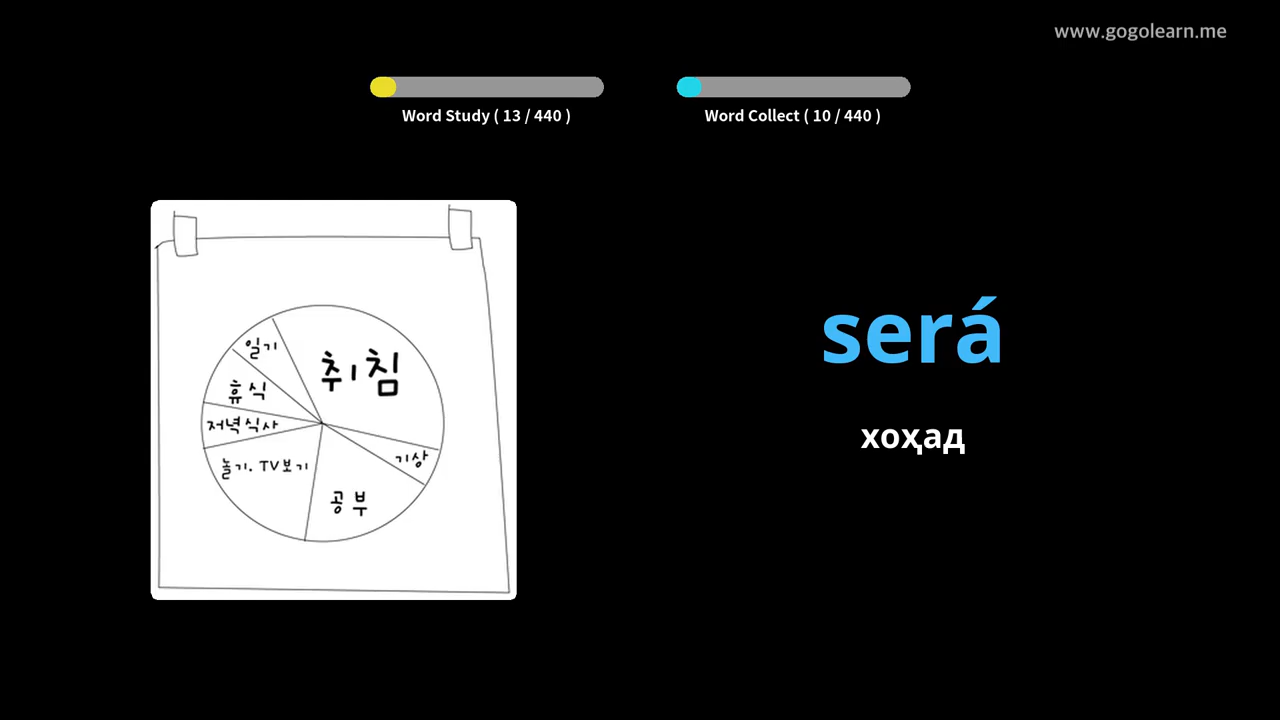 www.gogolearn.me
Word Study ( 13 / 440 )
Word Collect ( 10 / 440 )
일기
취침
휴식
저녁식사
놀기. TV보기
기상
공부
será
хоҳад